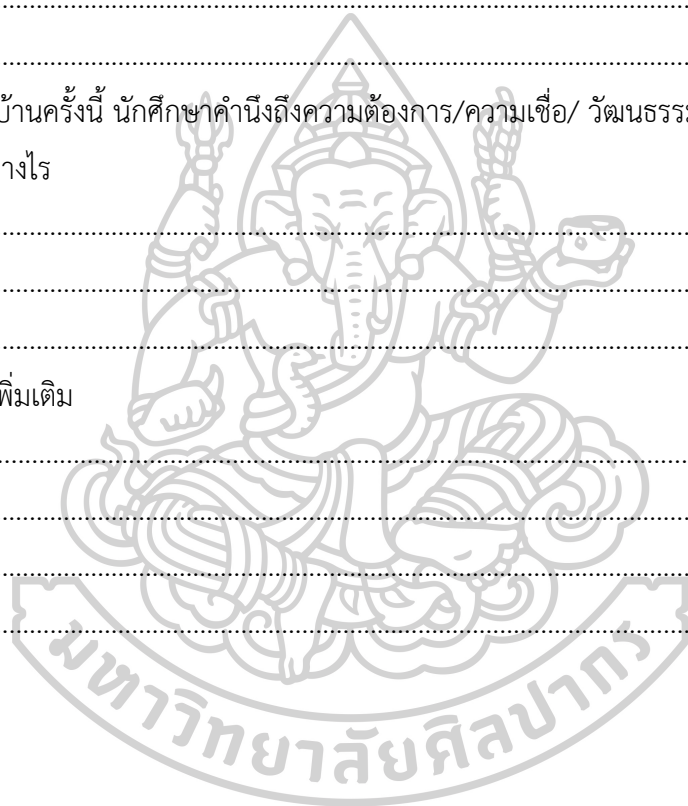 ................................................................................
................................................................................
บ้านครั้งนี้ นักศึกษาคำนึงถึงความต้องการ/ความเชื่อ/ วัฒนธรรม
างไร
................................................................................
................................................................................
................................................................................
พิ่มเติม
................................................................................
................................................................................
................................................................................
................................................................................
มหาวิทยาลัยศิลปากร